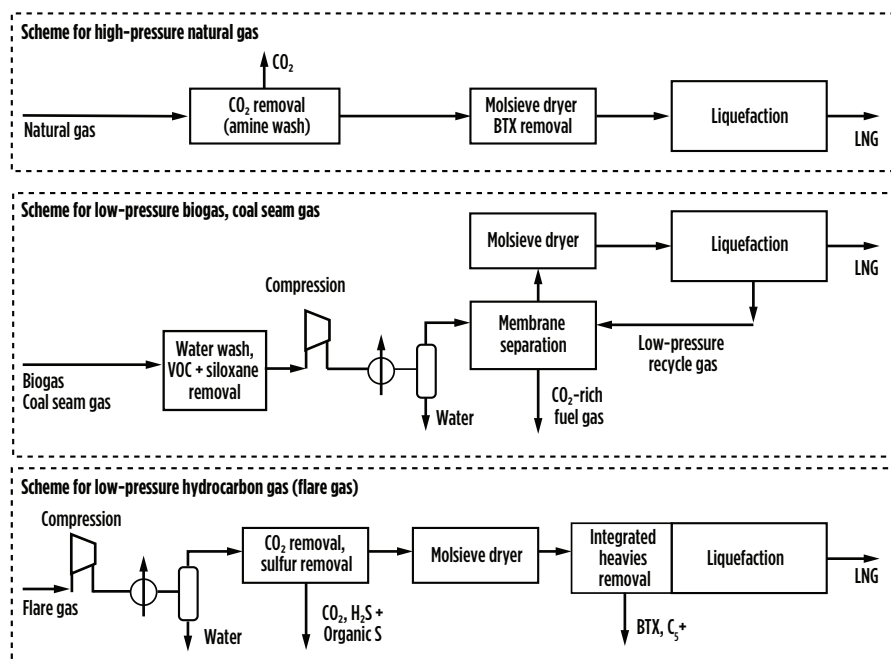 Scheme for high-pressure natural gas
CO₂
CO₂ removal
(amine wash)
Molsieve dryer
BTX removal
Liquefaction
Natural gas
LNG
Scheme for low-pressure biogas, coal seam gas
Molsieve dryer
Liquefaction
LNG
Compression
Water wash,
VOC + siloxane
removal
Membrane
separation
Low-pressure
recycle gas
Biogas
Coal seam gas
Water
CO₂-rich
fuel gas
Scheme for low-pressure hydrocarbon gas (flare gas)
Compression
CO₂ removal,
sulfur removal
Molsieve dryer
Integrated
heavies
removal
Liquefaction
LNG
Flare gas
Water
CO₂, H₂S +
Organic S
BTX, C₅+